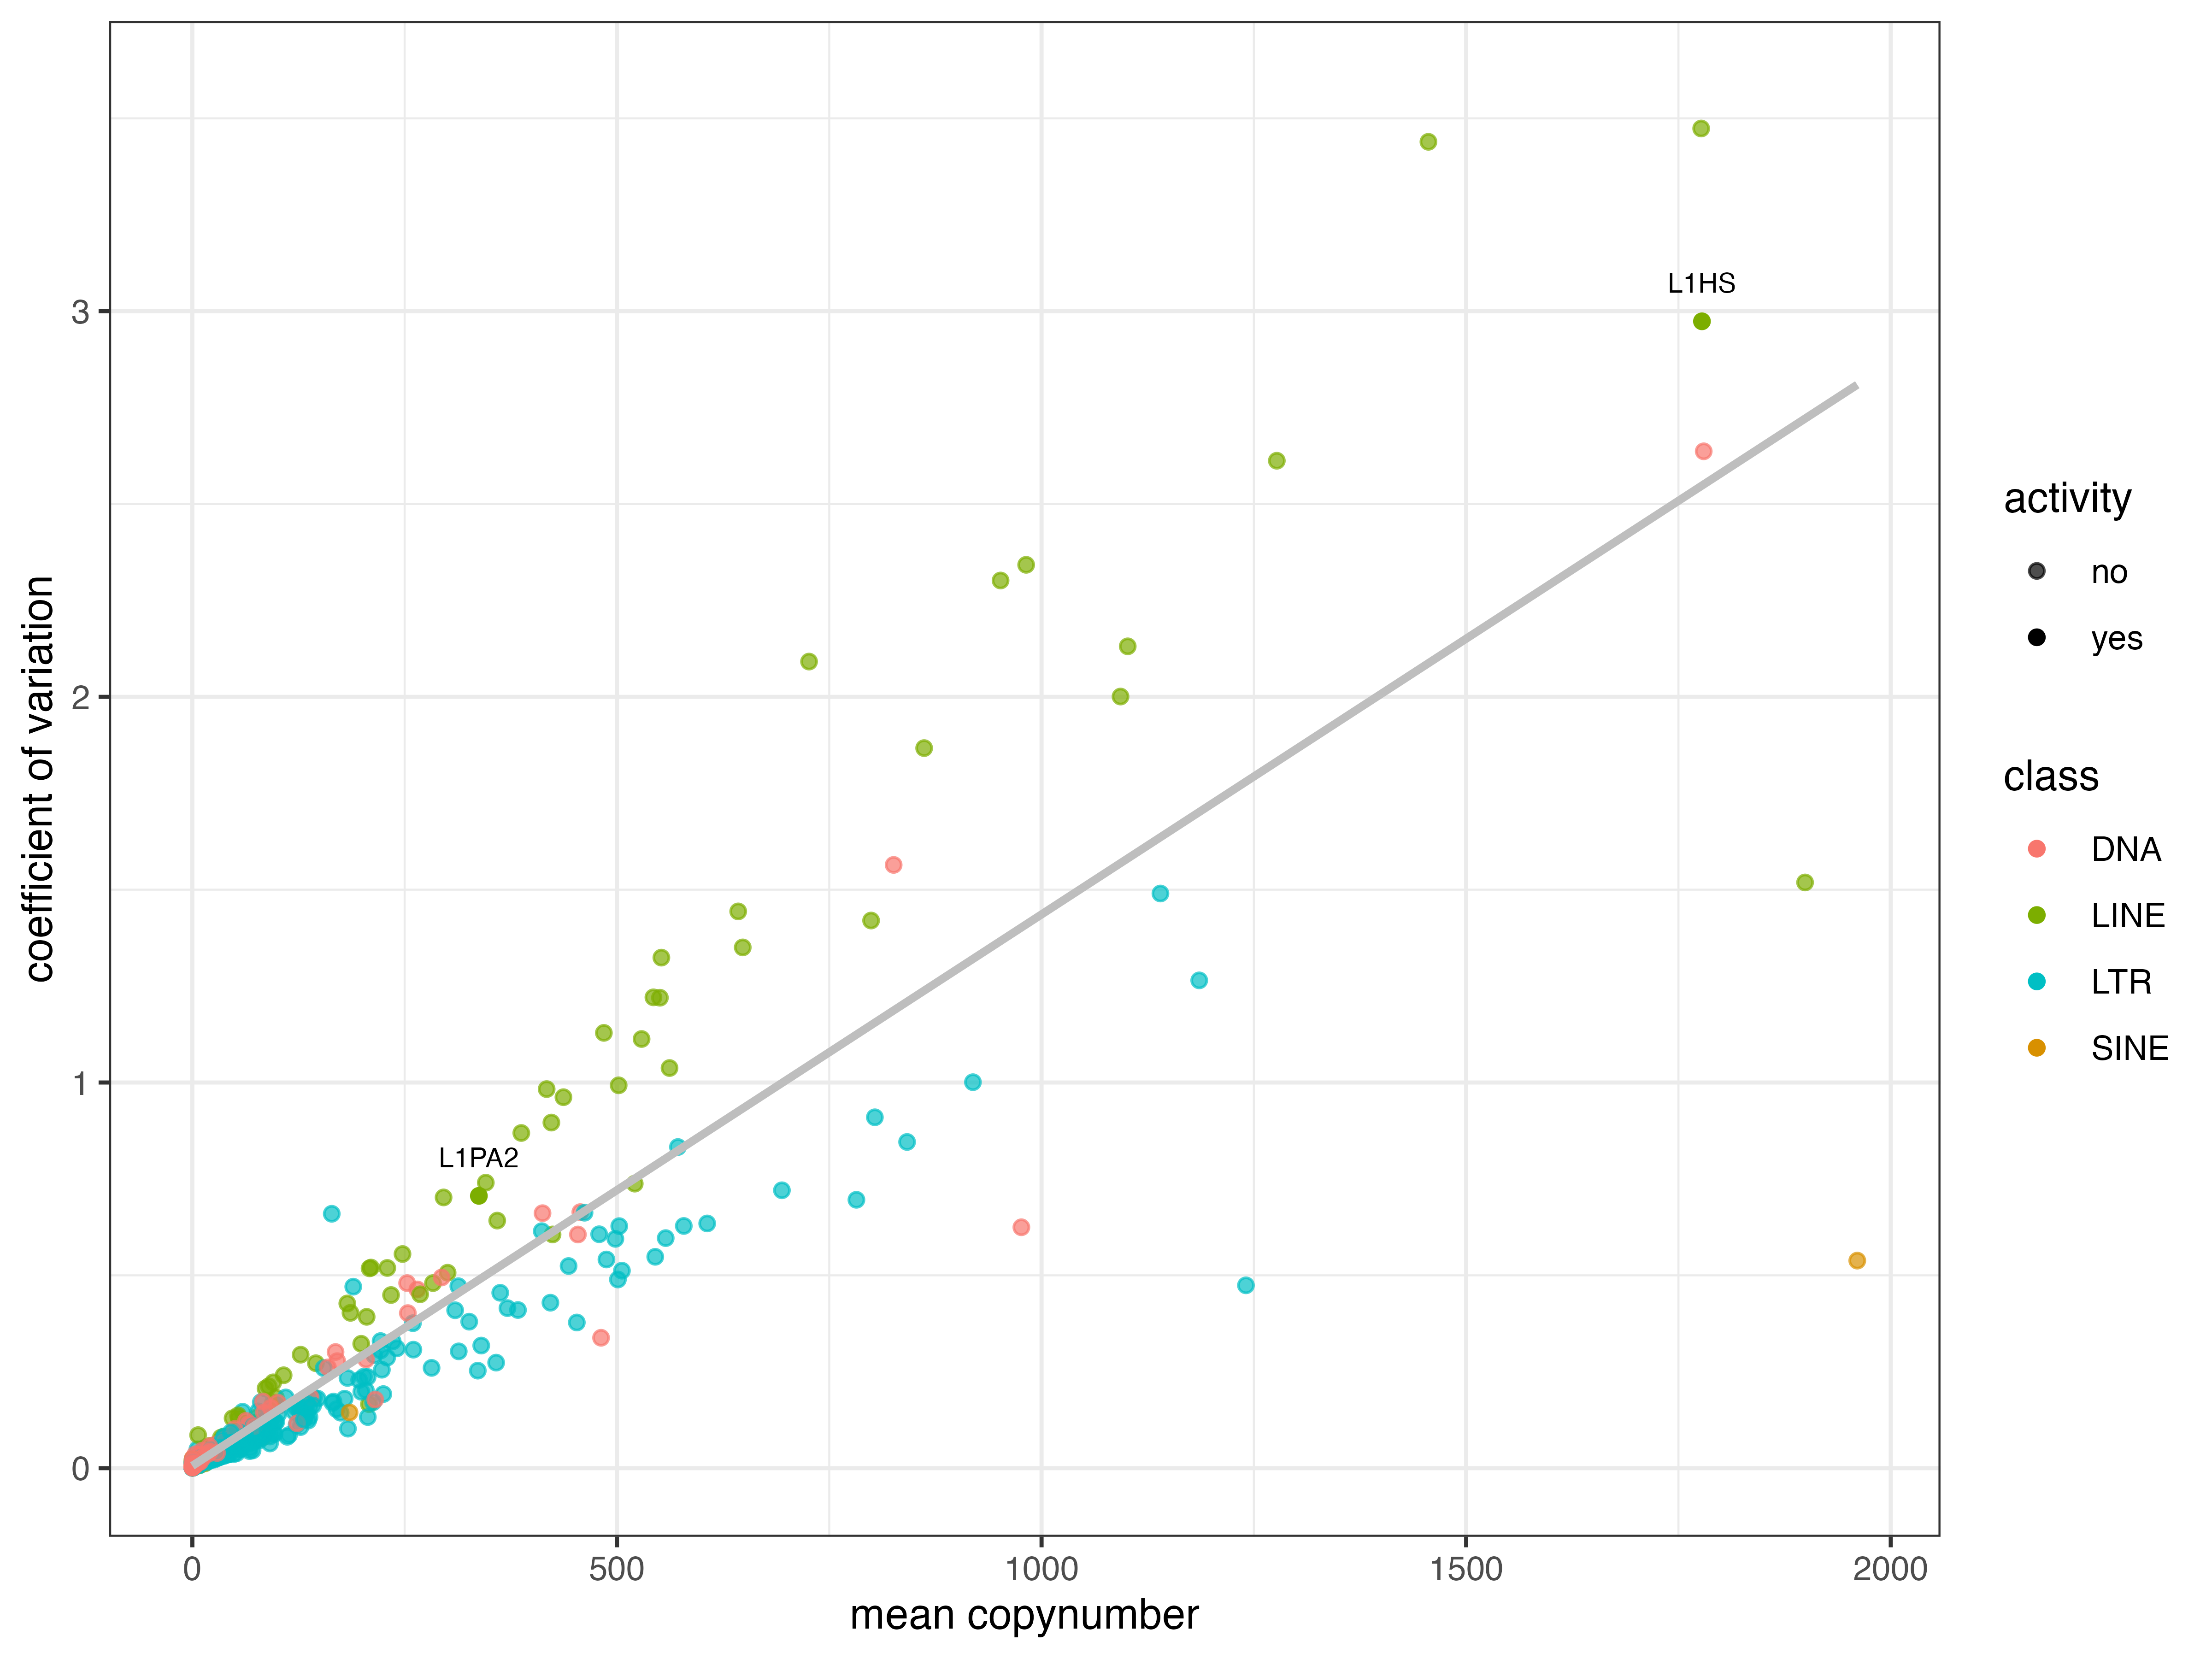 L1HS
L1PA2
3
2
1
0
0 500 1000 1500 2000
mean copynumber
coefficient of variation
activity
no
yes
class
DNA
LINE
LTR
SINE